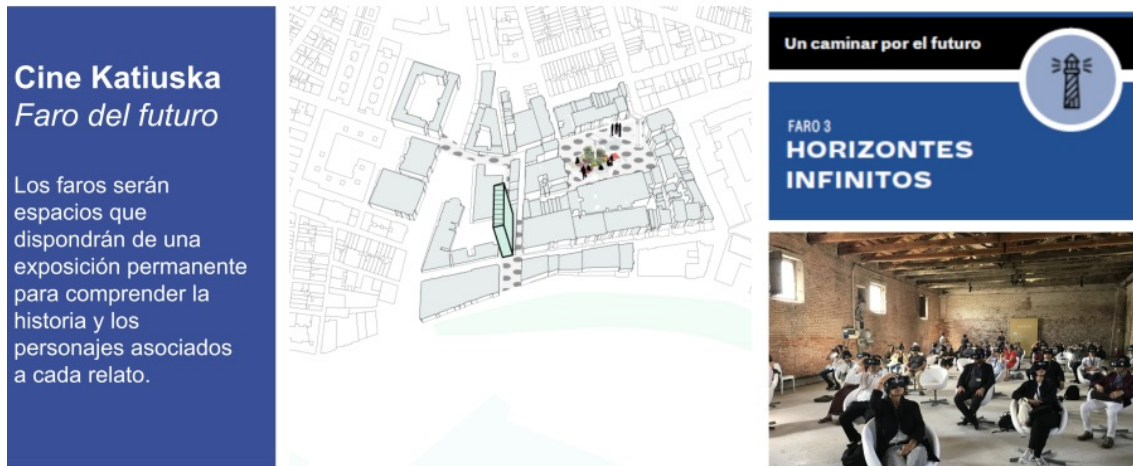 Cine Katiuska
Faro del futuro
Los faros serán
espacios que
dispondrán de una
exposición permanente
para comprender la
historia y los
personajes asociados
a cada relato.
Un caminar por el futuro
FARO 3
HORIZONTES
INFINITOS